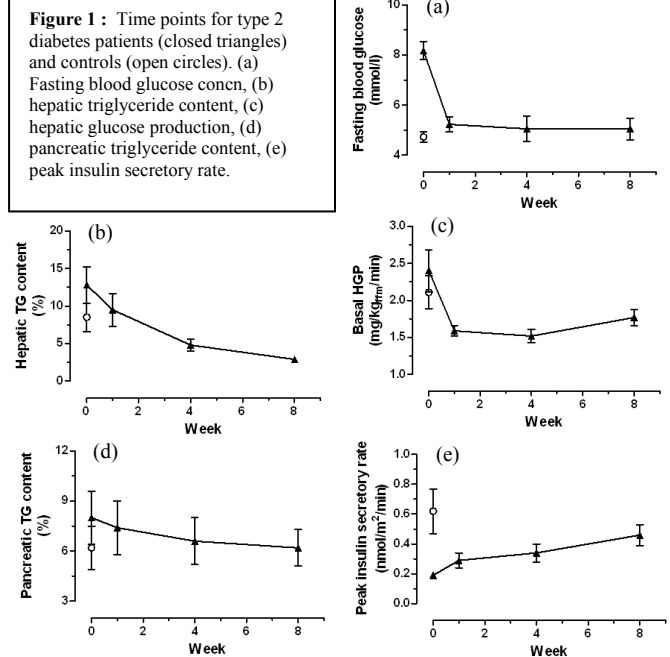 Figure 1 : Time points for type 2
diabetes patients (closed triangles)
and controls (open circles). (a)
Fasting blood glucose concn, (b)
hepatic triglyceride content, (c)
hepatic glucose production, (d)
pancreatic triglyceride content, (e)
peak insulin secretory rate.
(a)
Fasting blood glucose
(mmol/l)
10
8
6
4
0 2 4 6 8
Week
(b)
Hepatic TG content
(%)
20
15
10
5
0
0 2 4 6 8
Week
(c)
Basal HGP
(mg/kgffm/min)
3.0
2.5
2.0
1.5
1.0
0 2 4 6 8
Week
(d)
Pancreatic TG content
(%)
12
9
6
3
0 2 4 6 8
Week
(e)
Peak insulin secretory rate
(nmol/m²/min)
1.0
0.8
0.6
0.4
0.2
0.0
0 2 4 6 8
Week